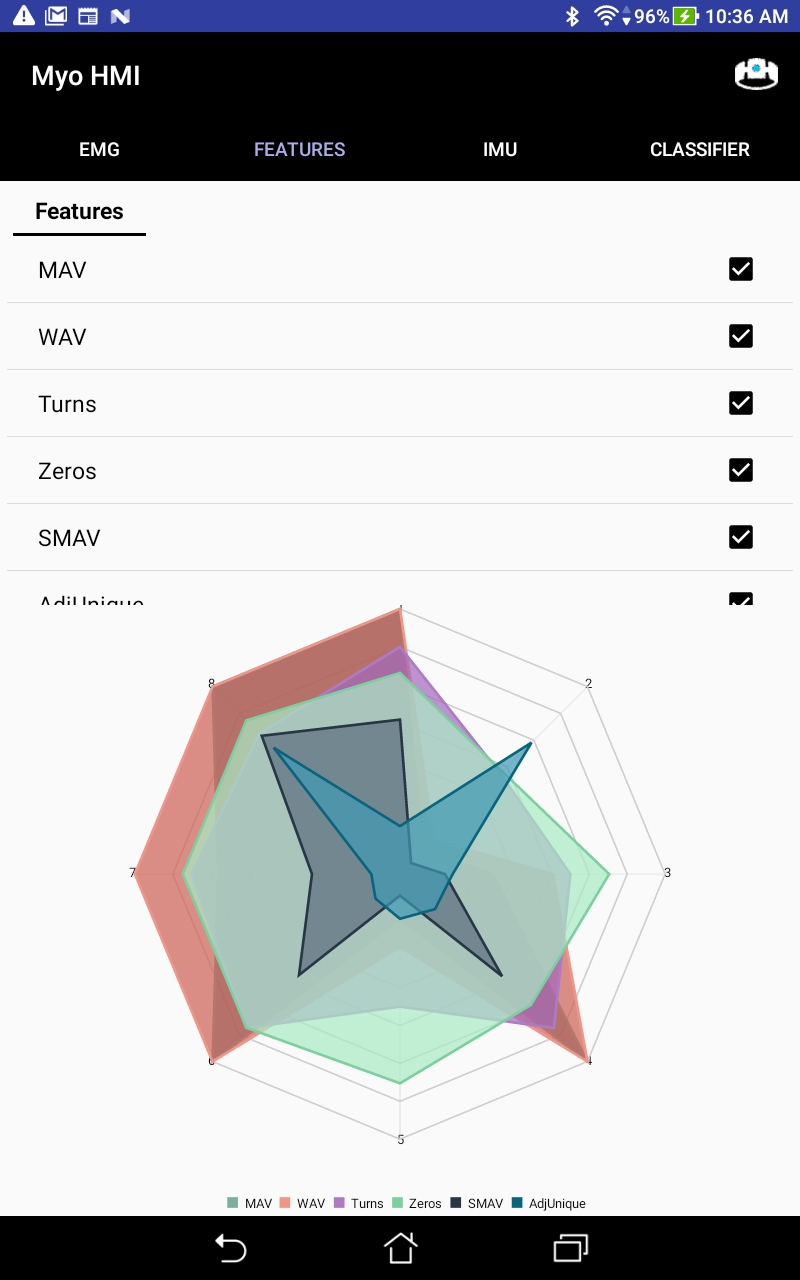 96% 10:36 AM
Myo HMI
EMG FEATURES IMU CLASSIFIER
Features
MAV
WAV
Turns
Zeros
SMAV
AdjUnique
8 2
7 3
6 4
5
MAV WAV Turns Zeros SMAV AdjUnique